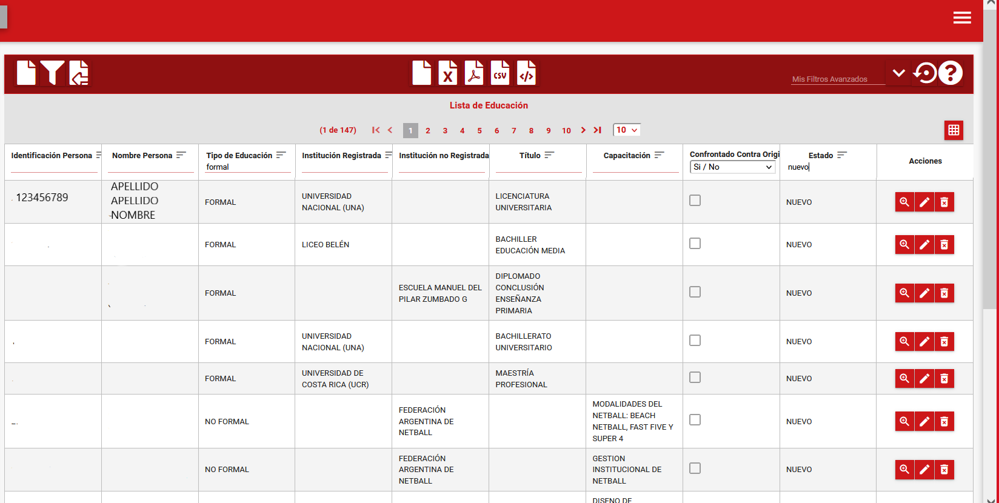 X
CSV
</>
Mis Filtros Avanzados
?
Lista de Educación
(1 de 147) 1 2 3 4 5 6 7 8 9 10 10
Identificación Persona Nombre Persona Tipo de Educación Institución Registrada Institución no Registrada Título Capacitación Confrontado Contra Origi Estado Acciones
formal Si / No nuevo
123456789 APELLIDO
APELLIDO
NOMBRE
FORMAL UNIVERSIDAD
NACIONAL (UNA)
LICENCIATURA
UNIVERSITARIA
NUEVO
FORMAL LICEO BELÉN BACHILLER
EDUCACIÓN MEDIA
NUEVO
FORMAL ESCUELA MANUEL DEL
PILAR ZUMBADO G
DIPLOMADO
CONCLUSIÓN
ENSEÑANZA
PRIMARIA
NUEVO
FORMAL UNIVERSIDAD
NACIONAL (UNA)
BACHILLERATO
UNIVERSITARIO
NUEVO
FORMAL UNIVERSIDAD DE
COSTA RICA (UCR)
MAESTRÍA
PROFESIONAL
NUEVO
NO FORMAL FEDERACIÓN
ARGENTINA DE
NETBALL
MODALIDADES DEL
NETBALL: BEACH
NETBALL, FAST FIVE Y
SUPER 4
NUEVO
NO FORMAL FEDERACIÓN
ARGENTINA DE
NETBALL
GESTION
INSTITUCIONAL DE
NETBALL
NUEVO
DISENO DE